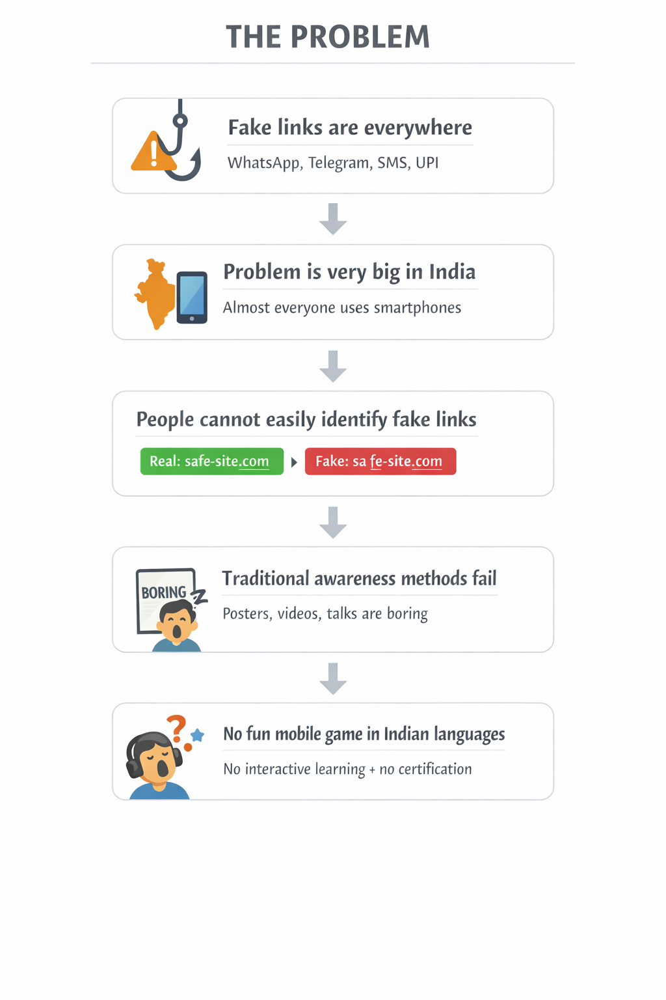 THE PROBLEM
Fake links are everywhere
WhatsApp, Telegram, SMS, UPI
Problem is very big in India
Almost everyone uses smartphones
People cannot easily identify fake links
Real: safe-site.com
Fake: sa fe-site.com
BORING
Z
Traditional awareness methods fail
Posters, videos, talks are boring
?
No fun mobile game in Indian languages
No interactive learning + no certification